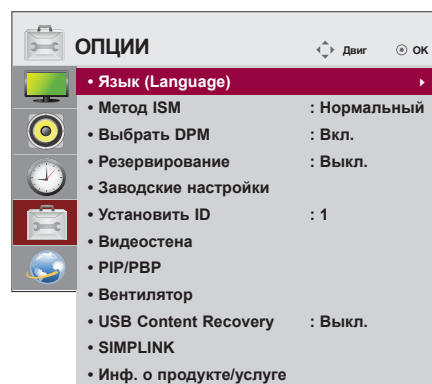 ОПЦИИ Двиг ОК
• Язык (Language)
• Метод ISM : Нормальный
• Выбрать DPM : Вкл.
• Резервирование : Выкл.
• Заводские настройки
• Установить ID : 1
• Видеостена
• PIP/PBP
• Вентилятор
• USB Content Recovery : Выкл.
• SIMPLINK
• Инф. о продукте/услуге